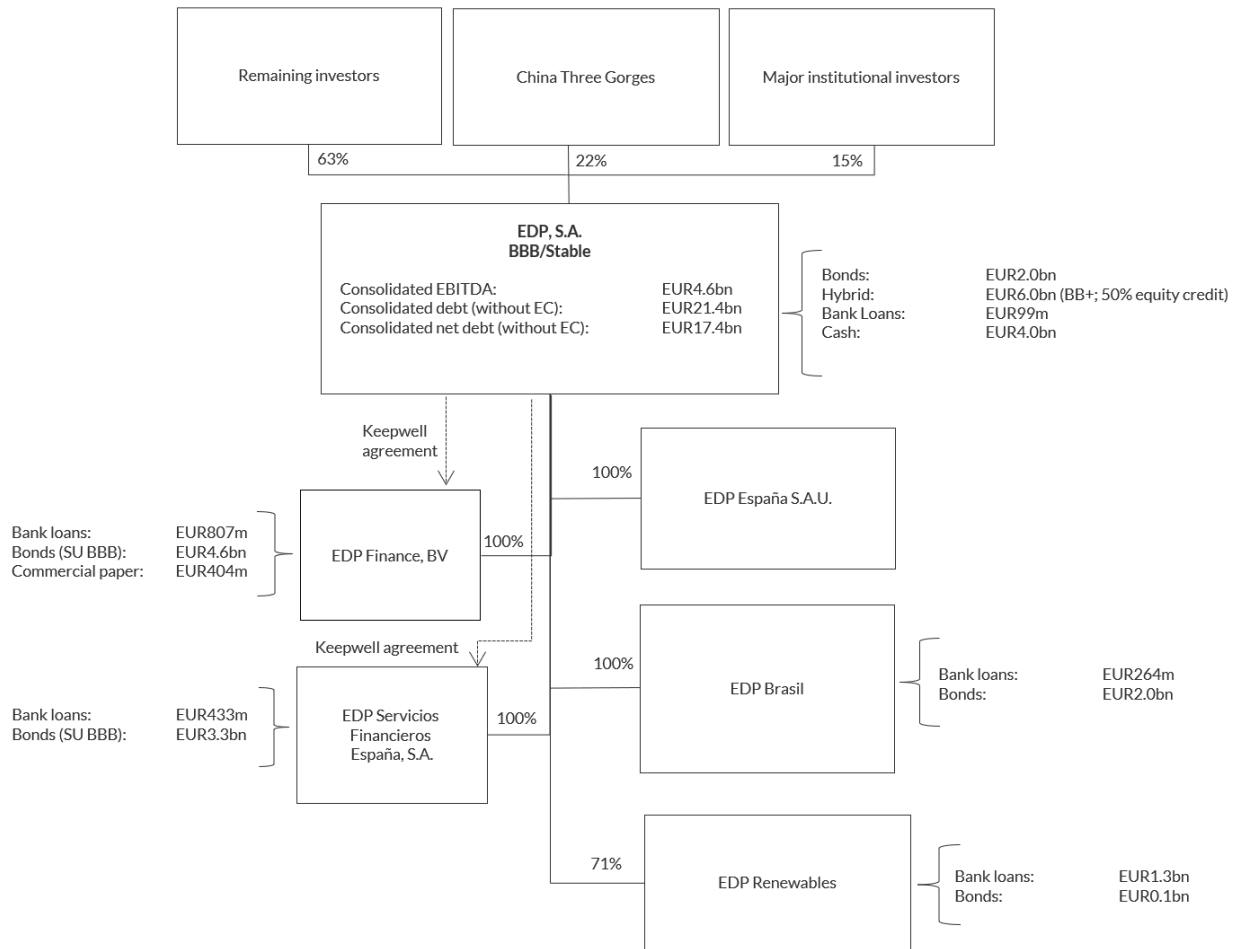 Remaining investors
China Three Gorges
Major institutional investors
63%
22%
15%
EDP, S.A.
BBB/Stable
Consolidated EBITDA: EUR4.6bn
Consolidated debt (without EC): EUR21.4bn
Consolidated net debt (without EC): EUR17.4bn
Bonds: EUR2.0bn
Hybrid: EUR6.0bn (BB+; 50% equity credit)
Bank Loans: EUR99m
Cash: EUR4.0bn
Keepwell
agreement
100%
EDP España S.A.U.
Bank loans: EUR807m
Bonds (SU BBB): EUR4.6bn
Commercial paper: EUR404m
EDP Finance, BV
100%
Keepwell agreement
100%
EDP Brasil
Bank loans: EUR264m
Bonds: EUR2.0bn
Bank loans: EUR433m
Bonds (SU BBB): EUR3.3bn
EDP Servicios
Financieros
España, S.A.
100%
71%
EDP Renewables
Bank loans: EUR1.3bn
Bonds: EUR0.1bn